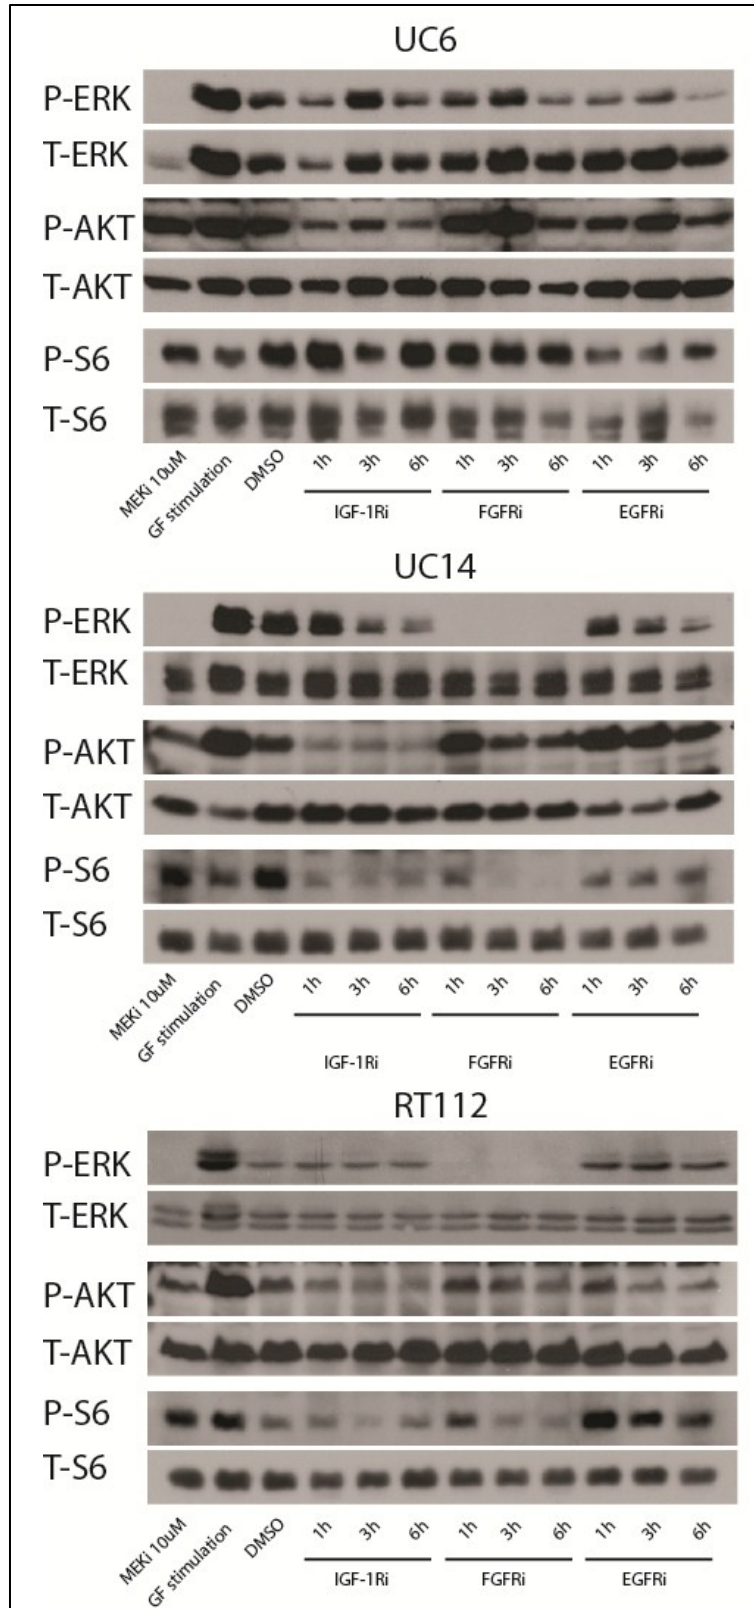 UC6
P-ERK
T-ERK
P-AKT
T-AKT
P-S6
T-S6
MEKi 10uM GF stimulation DMSO 1h 3h 6h 1h 3h 6h 1h 3h 6h
IGF-1Ri FGFRi EGFRi
UC14
P-ERK
T-ERK
P-AKT
T-AKT
P-S6
T-S6
MEKi 10uM GF stimulation DMSO 1h 3h 6h 1h 3h 6h 1h 3h 6h
IGF-1Ri FGFRi EGFRi
RT112
P-ERK
T-ERK
P-AKT
T-AKT
P-S6
T-S6
MEKi 10uM GF stimulation DMSO 1h 3h 6h 1h 3h 6h 1h 3h 6h
IGF-1Ri FGFRi EGFRi